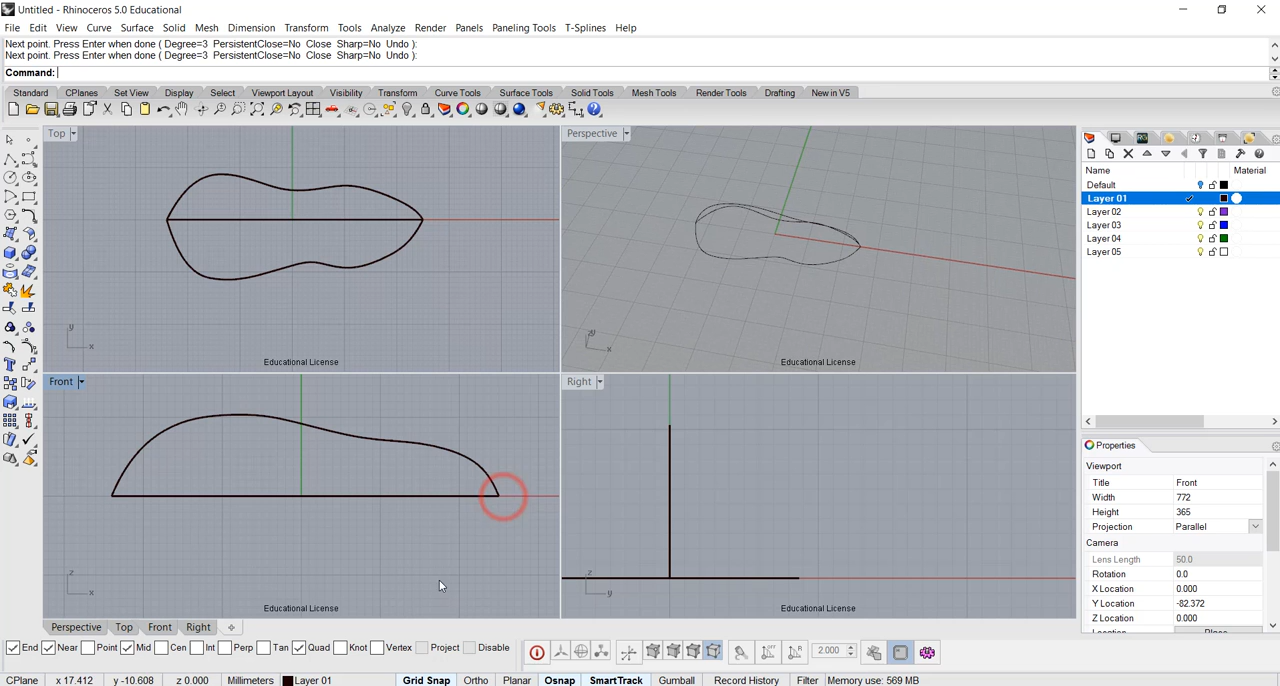 Untitled - Rhinoceros 5.0 Educational
File Edit View Curve Surface Solid Mesh Dimension Transform Tools Analyze Render Panels Paneling Tools T-Splines Help
Next point. Press Enter when done ( Degree=3 PersistentClose=No Close Sharp=No Undo ):
Next point. Press Enter when done ( Degree=3 PersistentClose=No Close Sharp=No Undo ):
Command:
Standard CPlanes Set View Display Select Viewport Layout Visibility Transform Curve Tools Surface Tools Solid Tools Mesh Tools Render Tools Drafting New in V5
Top
Perspective
Name Material
Default
Layer 01
Layer 02
Layer 03
Layer 04
Layer 05
y
x
Educational License
y
x
Educational License
Front
Right
Properties
Viewport
Title Front
Width 772
Height 365
Projection Parallel
Camera
Lens Length 50.0
Rotation 0.0
X Location 0.000
Y Location -82.372
Z Location 0.000
z
x
Educational License
z
y
Educational License
Perspective Top Front Right
End Near Point Mid Cen Int Perp Tan Quad Knot Vertex Project Disable
2.000
CPlane x 17.412 y -10.608 z 0.000 Millimeters Layer 01 Grid Snap Ortho Planar Osnap SmartTrack Gumball Record History Filter Memory use: 569 MB